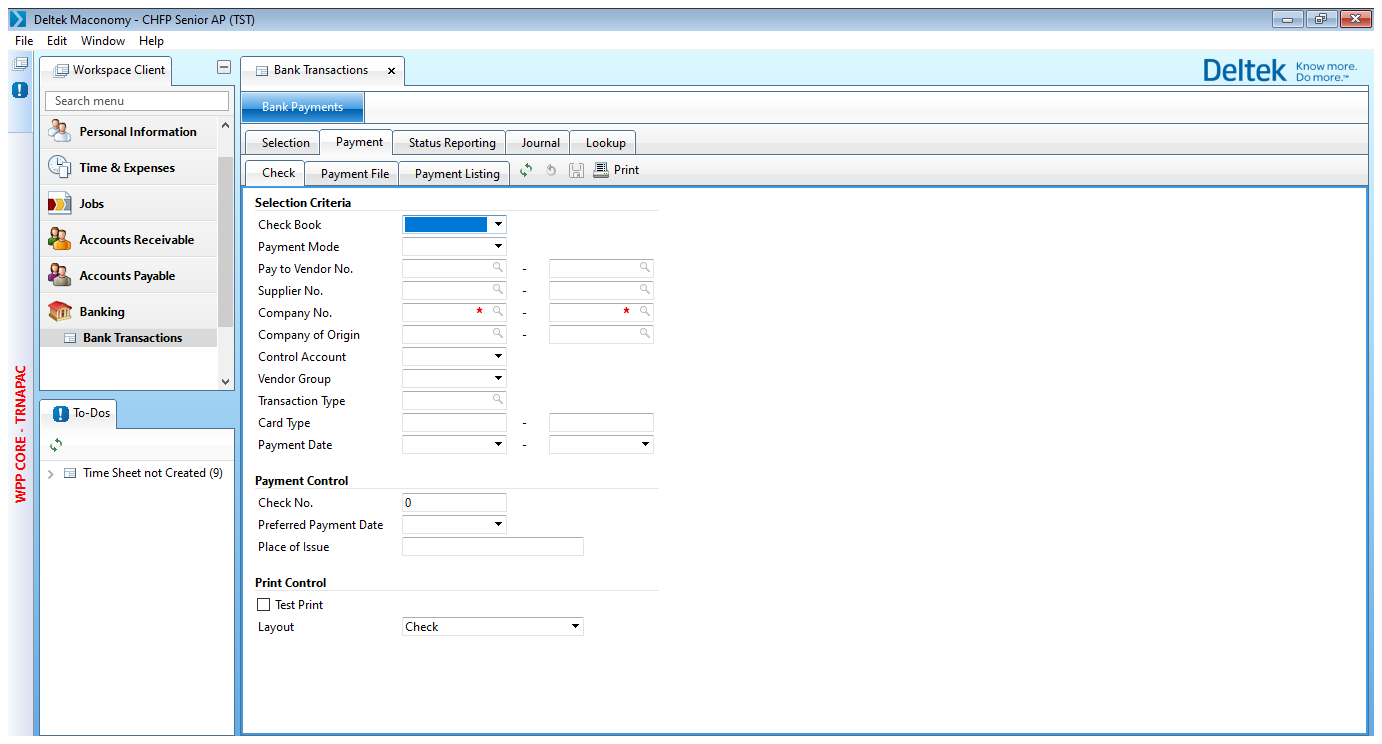 Deltek Maconomy - CHFP Senior AP (TST)
File Edit Window Help
Workspace Client
Search menu
Personal Information
Time & Expenses
Jobs
Accounts Receivable
Accounts Payable
Banking
Bank Transactions
To-Dos
Time Sheet not Created (9)
WPP CORE - TRNAPAC
Bank Transactions x
Deltek Know more. Do more.™
Bank Payments
Selection Payment Status Reporting Journal Lookup
Check Payment File Payment Listing Print
Selection Criteria
Check Book
Payment Mode
Pay to Vendor No. -
Supplier No. -
Company No. * - *
Company of Origin -
Control Account
Vendor Group
Transaction Type
Card Type -
Payment Date -
Payment Control
Check No. 0
Preferred Payment Date
Place of Issue
Print Control
Test Print
Layout Check